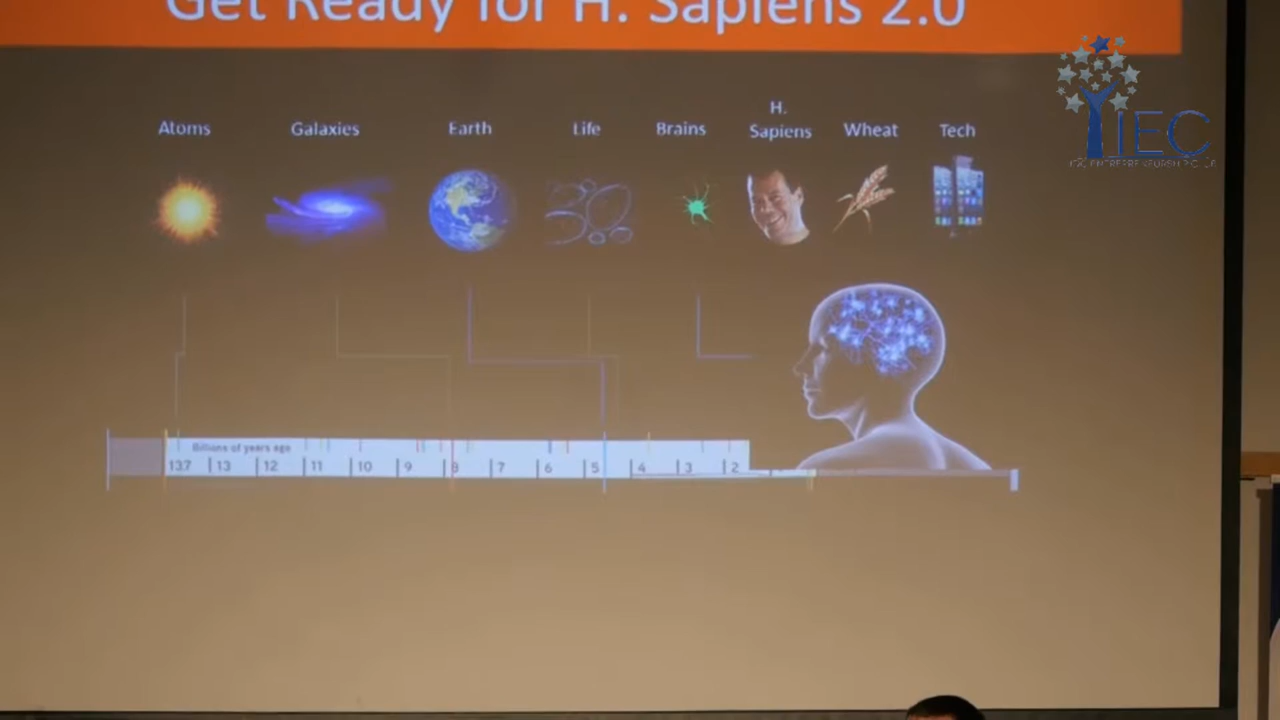 Get Ready for H. Sapiens 2.0
Atoms Galaxies Earth Life Brains H. Sapiens Wheat Tech
IEC
Billions of years ago
13.7 13 12 11 10 9 8 7 6 5 4 3 2